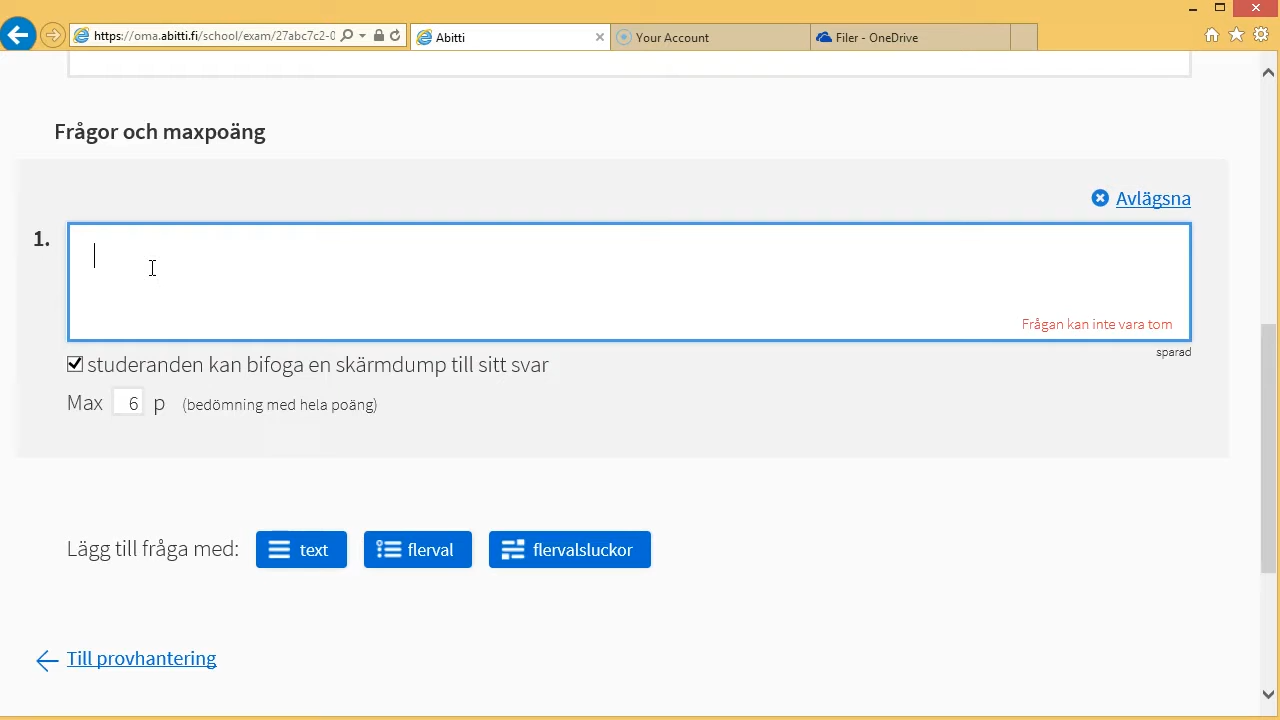 https://oma.abitti.fi/school/exam/27abc7c2-0
Abitti
Your Account
Filer - OneDrive
Frågor och maxpoäng
Avlägsna
1.
Frågan kan inte vara tom
sparad
studeranden kan bifoga en skärmdump till sitt svar
Max 6 p (bedömning med hela poäng)
Lägg till fråga med: text flerval flervalsluckor
Till provhantering